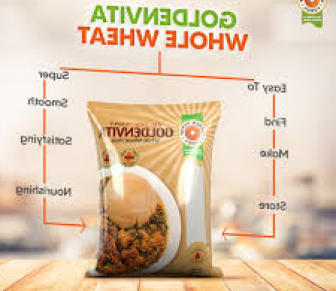 GOLDENVITA
WHOLE WHEAT
Easy To
Find
Make
Store
Super
Smooth
Satisfying
Nourishing
GOLDENVITA